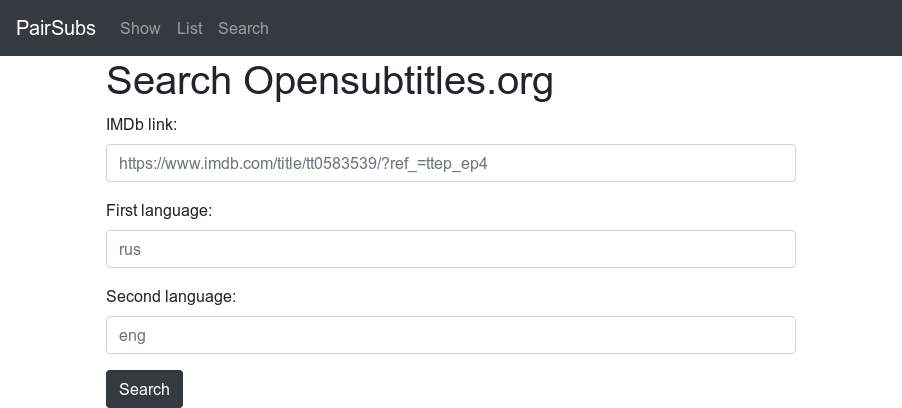 PairSubs Show List Search
Search Opensubtitles.org
IMDb link:
https://www.imdb.com/title/tt0583539/?ref_=ttep_ep4
First language:
rus
Second language:
eng
Search